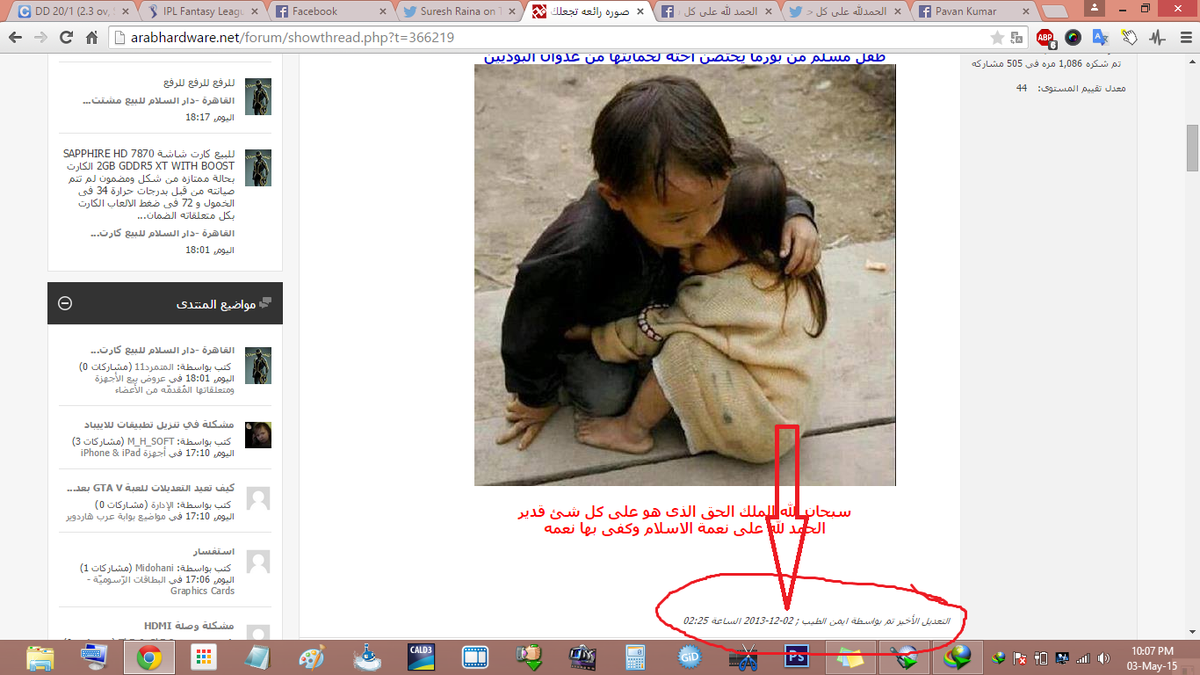 DD 20/1 (2.3 ov,
IPL Fantasy Leagu
Facebook
Suresh Raina on T
صوره رائعه تجعلك
الحمد لله على كل
الحمدلله على كل
Pavan Kumar
arabhardware.net/forum/showthread.php?t=366219
ABP
طفل مسلم من بورما يحتضن اخته لحمايتها من عدوان البوذيين
تم شكره 1,086 مره في 505 مشاركه
معدل تقييم المستوى: 44
للرفع للرفع للرفع
القاهرة -دار السلام للبيع مشتت...
اليوم, 18:17
للبيع كارت شاشة SAPPHIRE HD 7870
2GB GDDR5 XT WITH BOOST الكارت
بحالة ممتازه من شكل ومضمون لم تتم
صيانته من قبل بدرجات حرارة 34 فى
الخمول و 72 فى ضغط الالعاب الكارت
بكل متعلقاته الضمان...
القاهرة -دار السلام للبيع كارت...
اليوم, 18:01
مواضيع المنتدى
القاهرة -دار السلام للبيع كارت...
كتب بواسطة: المتمرد11 (مشاركات 0)
اليوم, 18:01 في عروض بيع الأجهزة
ومتعلقاتها المُقدمّه من الأعضاء
مشكلة في تنزيل تطبيقات للايباد
كتب بواسطة: M_H_SOFT (مشاركات 3)
اليوم, 17:10 في أجهزة iPhone & iPad
كيف تعيد التعديلات للعبة GTA V بعد...
كتب بواسطة: الإدارة (مشاركات 0)
اليوم, 17:10 في مواضيع بوابة عرب هاردوير
استفسار
كتب بواسطة: Midohani (مشاركات 1)
اليوم, 17:06 في البطاقات الرّسوميّة -
Graphics Cards
مشكلة وصلة HDMI
سبحان الله الملك الحق الذى هو على كل شئ قدير
الحمد لله على نعمة الاسلام وكفى بها نعمه
التعديل الأخير تم بواسطة ايمن الطيب ; 02-12-2013 الساعة 02:25
CALD3
GiD
Ps
10:07 PM
03-May-15